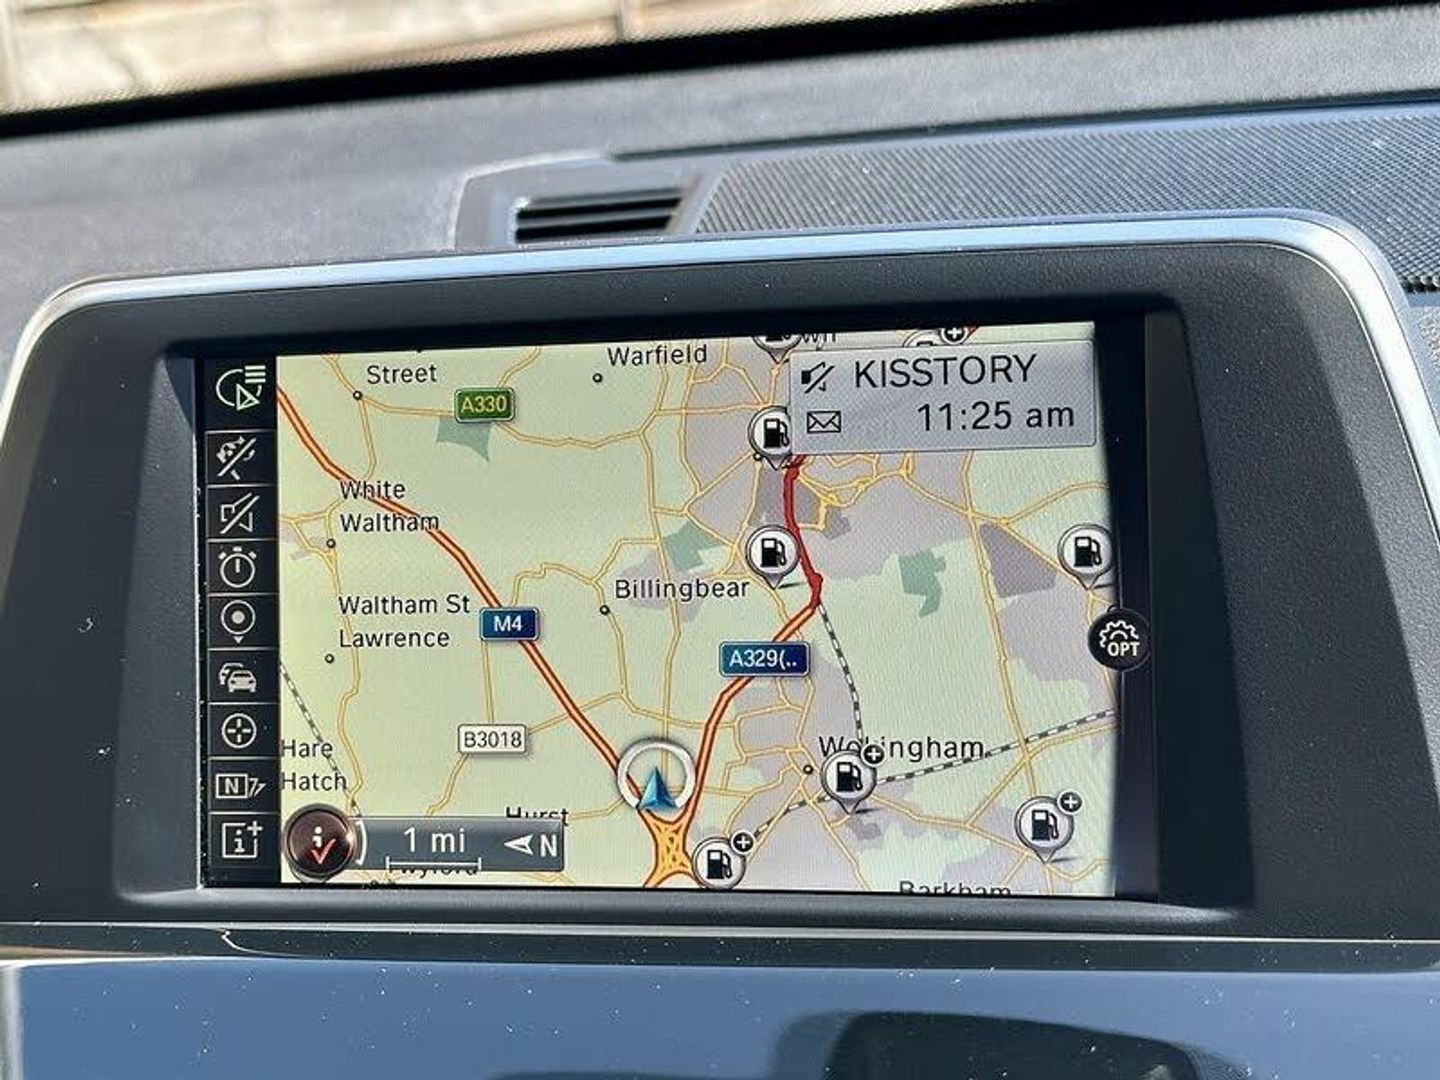 Street
Warfield
KISSTORY
11:25 am
A330
White
Waltham
Billingbear
Waltham St
Lawrence
M4
A329(..
OPT
B3018
Hare
Hatch
Wokingham
Hurst
1 mi
N
Twyford
Barkham
N
i
i